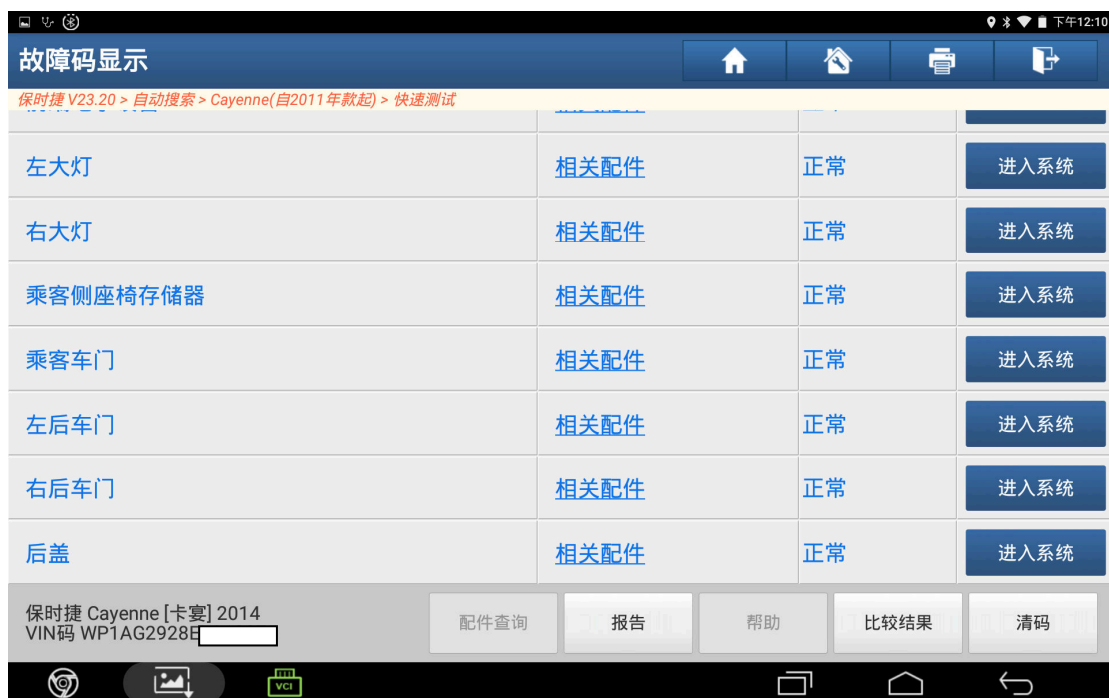 下午12:10
故障码显示
保时捷 V23.20 > 自动搜索 > Cayenne(自2011年款起) > 快速测试
左大灯 相关配件 正常 进入系统
右大灯 相关配件 正常 进入系统
乘客侧座椅存储器 相关配件 正常 进入系统
乘客车门 相关配件 正常 进入系统
左后车门 相关配件 正常 进入系统
右后车门 相关配件 正常 进入系统
后盖 相关配件 正常 进入系统
保时捷 Cayenne [卡宴] 2014
VIN码 WP1AG2928E
配件查询 报告 帮助 比较结果 清码
VCI